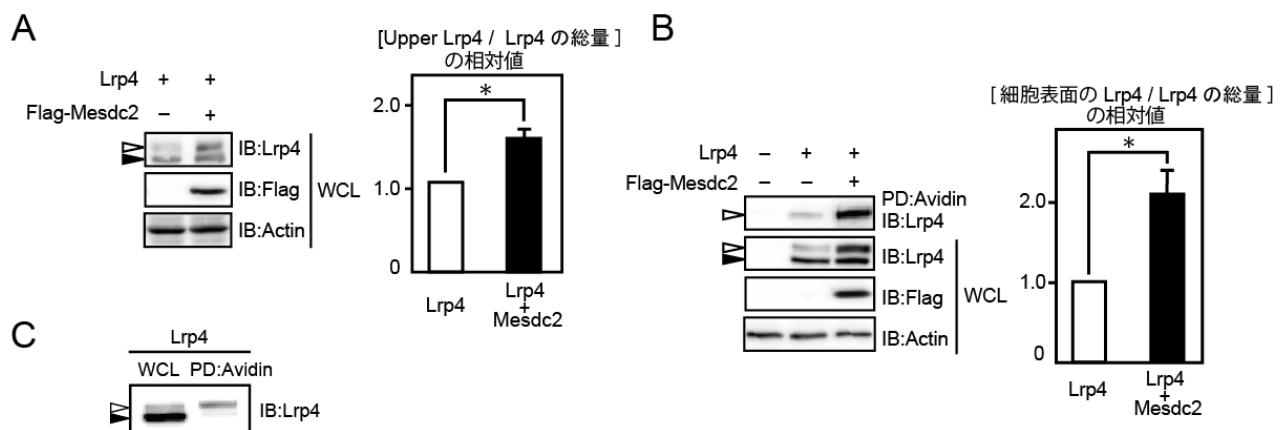 A
Lrp4 + +
Flag-Mesdc2 − +
IB:Lrp4
IB:Flag
IB:Actin
WCL
[Upper Lrp4 / Lrp4 の総量]
の相対値
*
2.0
1.0
0
Lrp4
Lrp4
+
Mesdc2
B
Lrp4 − + +
Flag-Mesdc2 − − +
PD:Avidin
IB:Lrp4
IB:Lrp4
IB:Flag
IB:Actin
WCL
[細胞表面の Lrp4 / Lrp4 の総量]
の相対値
*
2.0
1.0
0
Lrp4
Lrp4
+
Mesdc2
C
Lrp4
WCL PD:Avidin
IB:Lrp4